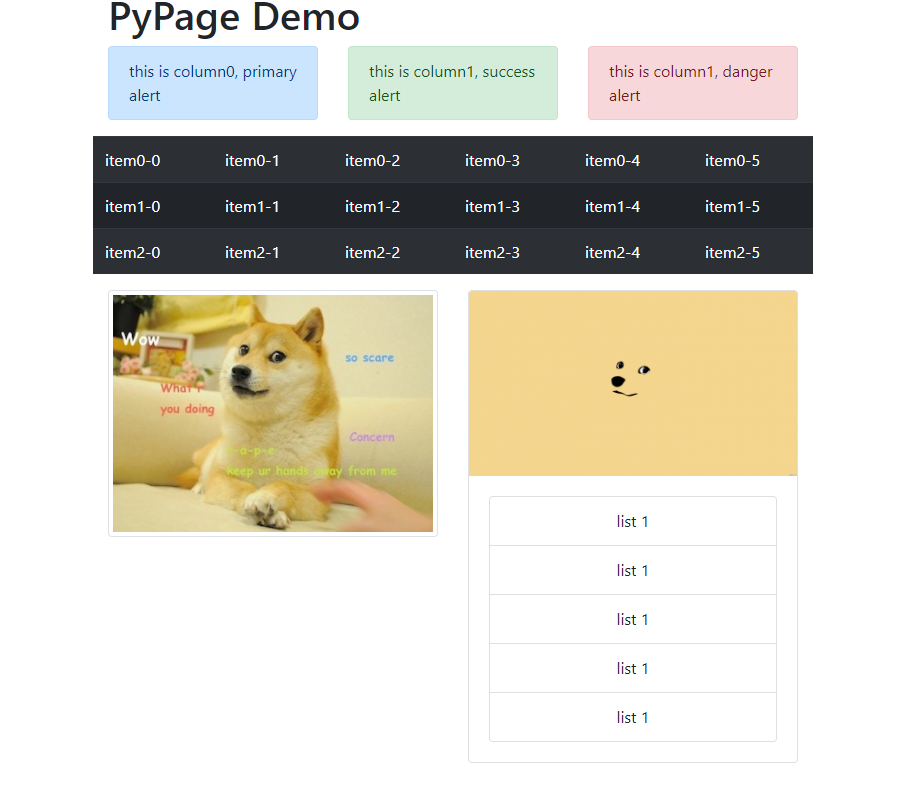 PyPage Demo
this is column0, primary
alert
this is column1, success
alert
this is column1, danger
alert
item0-0 item0-1 item0-2 item0-3 item0-4 item0-5
item1-0 item1-1 item1-2 item1-3 item1-4 item1-5
item2-0 item2-1 item2-2 item2-3 item2-4 item2-5
Wow
so scare
What r
you doing
Concern
r-a-p-e
keep ur hands away from me
list 1
list 1
list 1
list 1
list 1